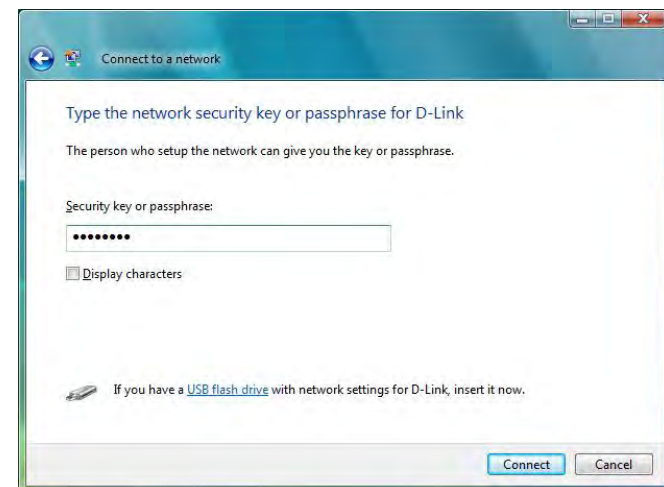 Connect to a network
Type the network security key or passphrase for D-Link
The person who setup the network can give you the key or passphrase.
Security key or passphrase:
••••••••
Display characters
If you have a USB flash drive with network settings for D-Link, insert it now.
Connect Cancel